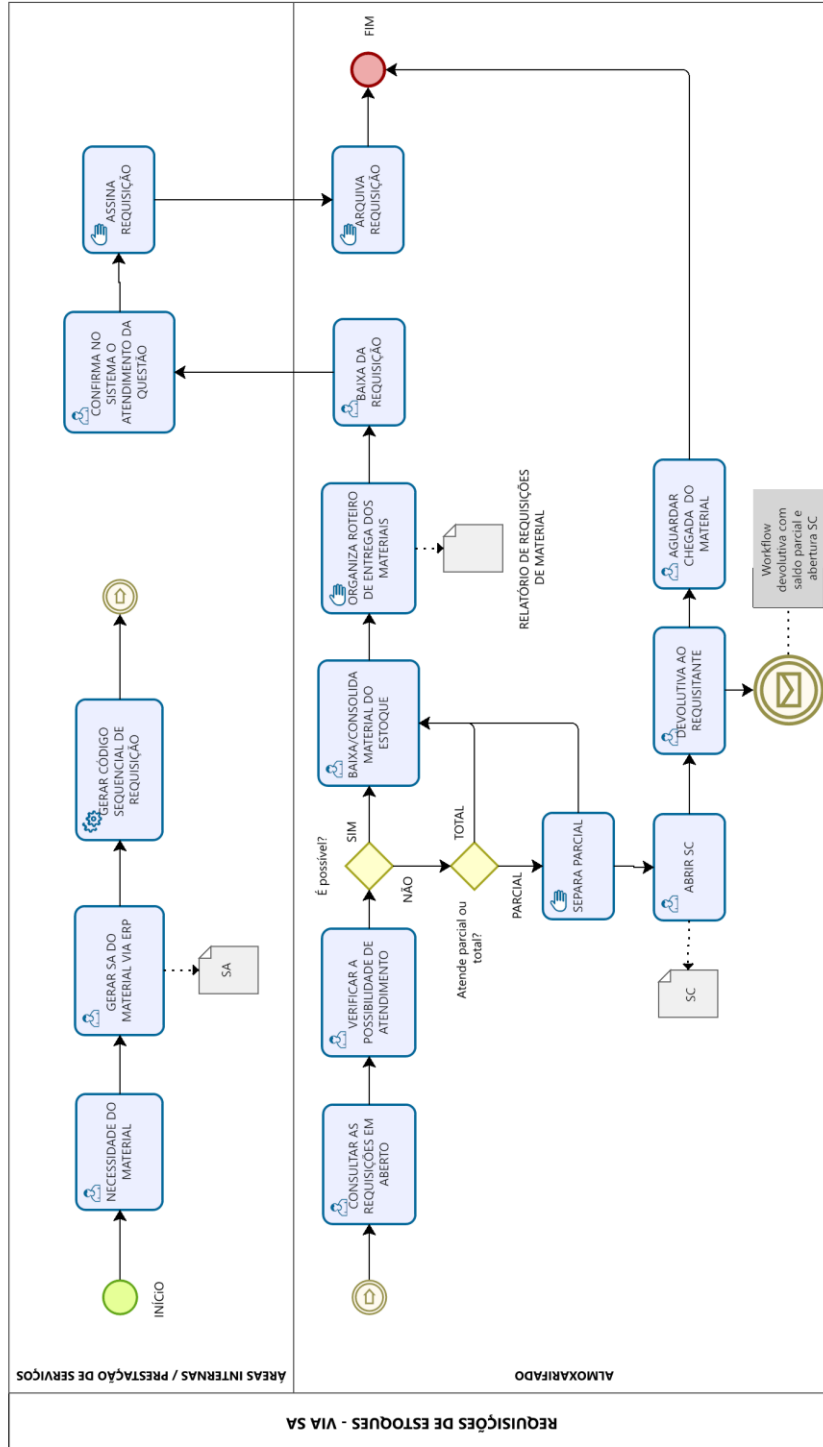 REQUISIÇÕES DE ESTOQUES - VIA SA
ÁREAS INTERNAS / PRESTAÇÃO DE SERVIÇOS
INÍCiO
NECESSIDADE DO
MATERIAL
GERAR SA DO
MATERIAL VIA ERP
SA
GERAR CÓDIGO
SEQUENCIAL DE
REQUISIÇÃO
CONFIRMA NO
SISTEMA O
ATENDIMENTO DA
QUESTÃO
ASSINA
REQUISIÇÃO
ALMOXARIFADO
CONSULTAR AS
REQUISIÇÕES EM
ABERTO
VERIFICAR A
POSSIBILIDADE DE
ATENDIMENTO
É possível?
SIM
NÃO
BAIXA/CONSOLIDA
MATERIAL DO
ESTOQUE
ORGANIZA ROTEIRO
DE ENTREGA DOS
MATERIAIS
RELATÓRIO DE REQUISIÇÕES
DE MATERIAL
BAIXA DA
REQUISIÇÃO
ARQUIVA
REQUISIÇÃO
FIM
Atende parcial ou
total?
TOTAL
PARCIAL
SEPARA PARCIAL
ABRIR SC
SC
DEVOLUTIVA AO
REQUISITANTE
AGUARDAR
CHEGADA DO
MATERIAL
Workflow
devolutiva com
saldo parcial e
abertura SC